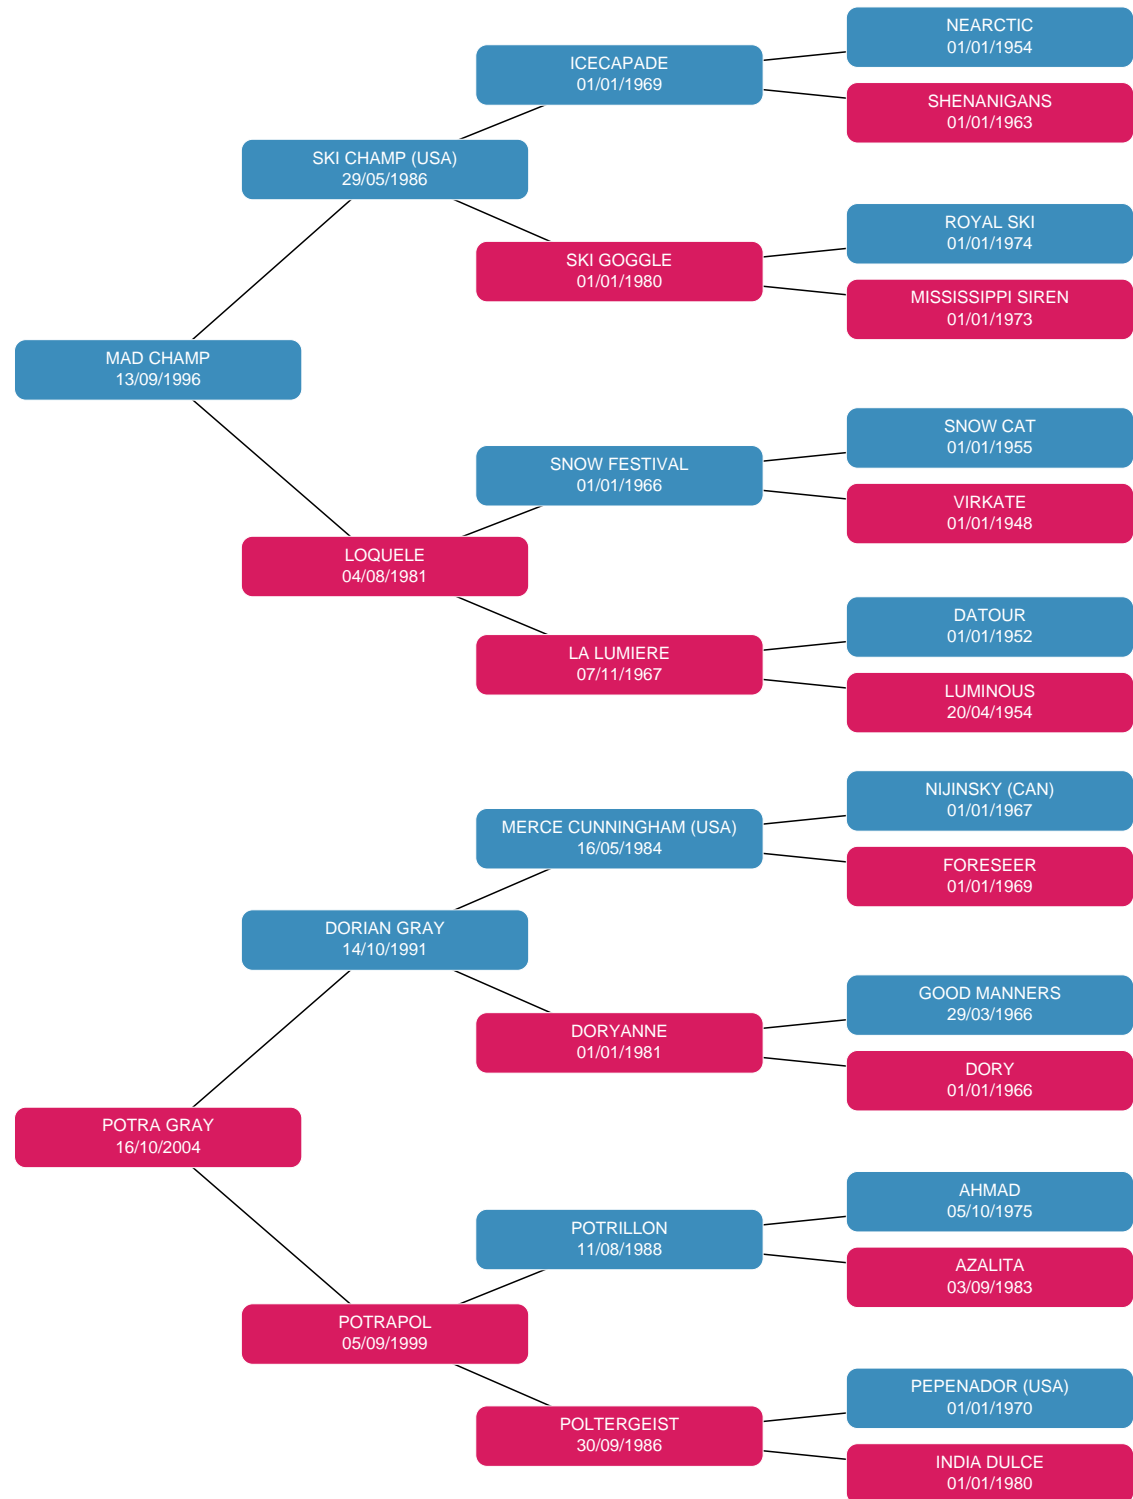 NEARCTIC
01/01/1954
ICECAPADE
01/01/1969
SHENANIGANS
01/01/1963
SKI CHAMP (USA)
29/05/1986
ROYAL SKI
01/01/1974
SKI GOGGLE
01/01/1980
MISSISSIPPI SIREN
01/01/1973
MAD CHAMP
13/09/1996
SNOW CAT
01/01/1955
SNOW FESTIVAL
01/01/1966
VIRKATE
01/01/1948
LOQUELE
04/08/1981
DATOUR
01/01/1952
LA LUMIERE
07/11/1967
LUMINOUS
20/04/1954
NIJINSKY (CAN)
01/01/1967
MERCE CUNNINGHAM (USA)
16/05/1984
FORESEER
01/01/1969
DORIAN GRAY
14/10/1991
GOOD MANNERS
29/03/1966
DORYANNE
01/01/1981
DORY
01/01/1966
POTRA GRAY
16/10/2004
AHMAD
05/10/1975
POTRILLON
11/08/1988
AZALITA
03/09/1983
POTRAPOL
05/09/1999
PEPENADOR (USA)
01/01/1970
POLTERGEIST
30/09/1986
INDIA DULCE
01/01/1980